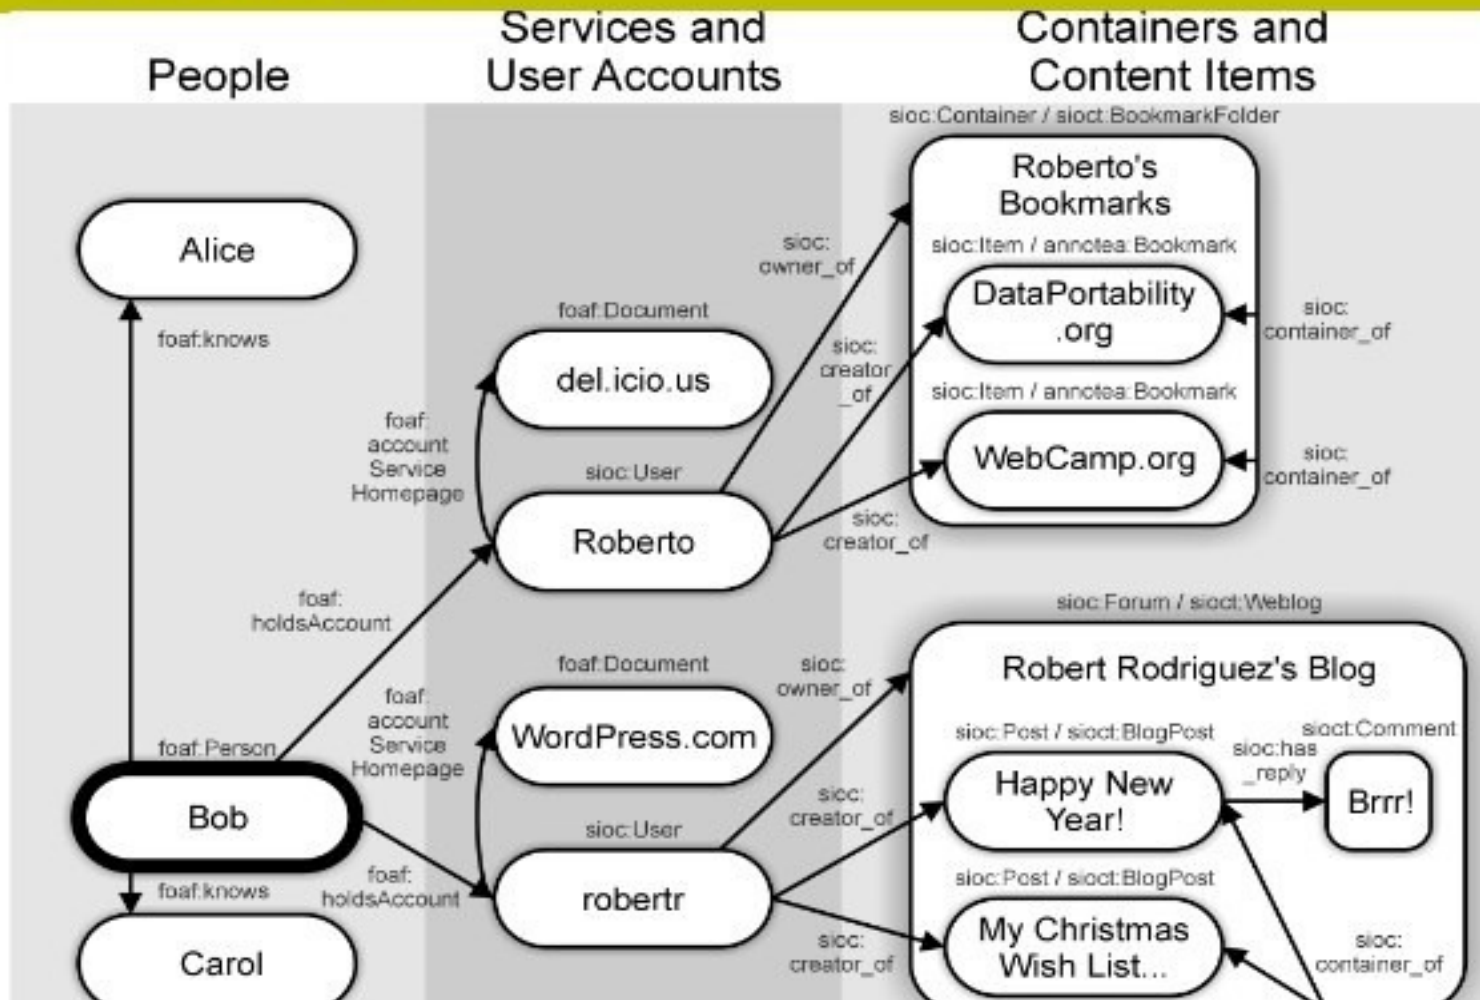 People
Services and
User Accounts
Containers and
Content Items
Alice
foaf:knows
foaf:Person
Bob
foaf:knows
Carol
foaf:
holdsAccount
foaf:
holdsAccount
foaf:Document
del.icio.us
foaf:
account
Service
Homepage
sioc:User
Roberto
foaf:Document
WordPress.com
foaf:
account
Service
Homepage
sioc:User
robertr
sioc:
owner_of
sioc:
creator
_of
sioc:
creator_of
sioc:
owner_of
sioc:
creator_of
sioc:
creator_of
sioc:Container / sioct:BookmarkFolder
Roberto's
Bookmarks
sioc:Item / annotea:Bookmark
DataPortability
.org
sioc:
container_of
sioc:Item / annotea:Bookmark
WebCamp.org
sioc:
container_of
sioc:Forum / sioct:Weblog
Robert Rodriguez's Blog
sioc:Post / sioct:BlogPost
Happy New
Year!
sioc:has
_reply
sioct:Comment
Brrr!
sioc:Post / sioct:BlogPost
My Christmas
Wish List...
sioc:
container_of